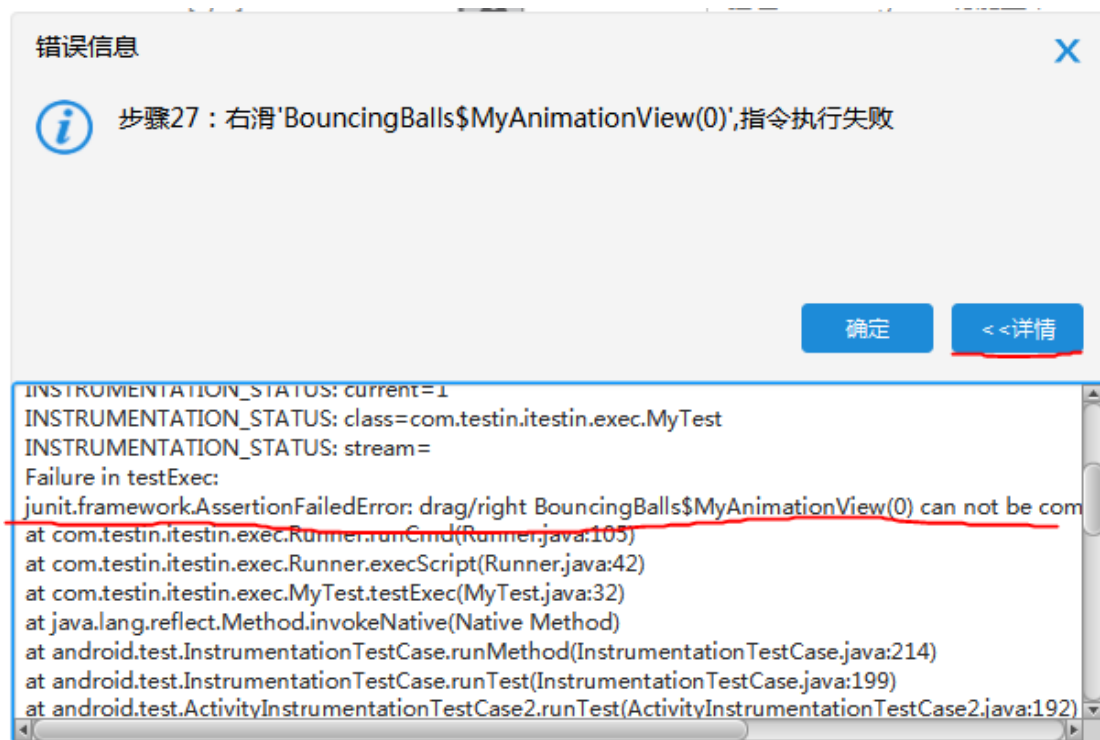 错误信息
步骤27：右滑'BouncingBalls$MyAnimationView(0)',指令执行失败
确定
<<详情
INSTRUMENTATION_STATUS: current=1
INSTRUMENTATION_STATUS: class=com.testin.itestin.exec.MyTest
INSTRUMENTATION_STATUS: stream=
Failure in testExec:
junit.framework.AssertionFailedError: drag/right BouncingBalls$MyAnimationView(0) can not be com
at com.testin.itestin.exec.Runner.runCmd(Runner.java:105)
at com.testin.itestin.exec.Runner.execScript(Runner.java:42)
at com.testin.itestin.exec.MyTest.testExec(MyTest.java:32)
at java.lang.reflect.Method.invokeNative(Native Method)
at android.test.InstrumentationTestCase.runMethod(InstrumentationTestCase.java:214)
at android.test.InstrumentationTestCase.runTest(InstrumentationTestCase.java:199)
at android.test.ActivityInstrumentationTestCase2.runTest(ActivityInstrumentationTestCase2.java:192)